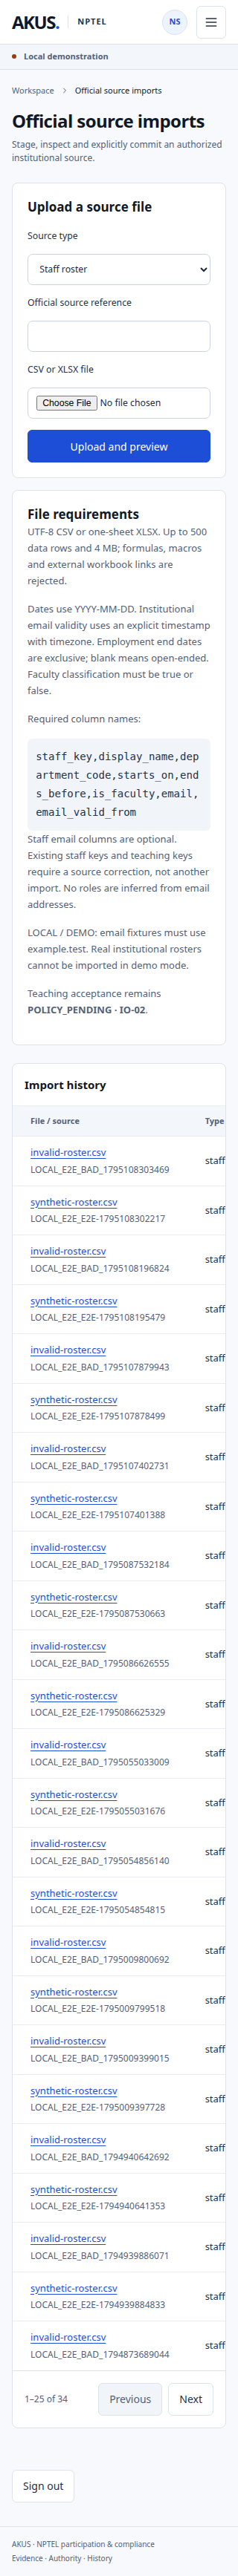 AKUS. NPTEL NS
Local demonstration
Workspace > Official source imports
Official source imports
Stage, inspect and explicitly commit an authorized
institutional source.
Upload a source file
Source type
Staff roster
Official source reference
CSV or XLSX file
Choose File No file chosen
Upload and preview
File requirements
UTF-8 CSV or one-sheet XLSX. Up to 500
data rows and 4 MB; formulas, macros
and external workbook links are
rejected.
Dates use YYYY-MM-DD. Institutional
email validity uses an explicit timestamp
with timezone. Employment end dates
are exclusive; blank means open-ended.
Faculty classification must be true or
false.
Required column names:
staff_key,display_name,dep
artment_code,starts_on,end
s_before,is_faculty,email,
email_valid_from
Staff email columns are optional.
Existing staff keys and teaching keys
require a source correction, not another
import. No roles are inferred from email
addresses.
LOCAL / DEMO: email fixtures must use
example.test. Real institutional rosters
cannot be imported in demo mode.
Teaching acceptance remains
POLICY_PENDING · IO-02.
Import history
File / source Type
invalid-roster.csv
LOCAL_E2E_BAD_1795108303469 staff
synthetic-roster.csv
LOCAL_E2E_E2E-1795108302217 staff
invalid-roster.csv
LOCAL_E2E_BAD_1795108196824 staff
synthetic-roster.csv
LOCAL_E2E_E2E-1795108195479 staff
invalid-roster.csv
LOCAL_E2E_BAD_1795107879943 staff
synthetic-roster.csv
LOCAL_E2E_E2E-1795107878499 staff
invalid-roster.csv
LOCAL_E2E_BAD_1795107402731 staff
synthetic-roster.csv
LOCAL_E2E_E2E-1795107401388 staff
invalid-roster.csv
LOCAL_E2E_BAD_1795087532184 staff
synthetic-roster.csv
LOCAL_E2E_E2E-1795087530663 staff
invalid-roster.csv
LOCAL_E2E_BAD_1795086626555 staff
synthetic-roster.csv
LOCAL_E2E_E2E-1795086625329 staff
invalid-roster.csv
LOCAL_E2E_BAD_1795055033009 staff
synthetic-roster.csv
LOCAL_E2E_E2E-1795055031676 staff
invalid-roster.csv
LOCAL_E2E_BAD_1795054856140 staff
synthetic-roster.csv
LOCAL_E2E_E2E-1795054854815 staff
invalid-roster.csv
LOCAL_E2E_BAD_1795009800692 staff
synthetic-roster.csv
LOCAL_E2E_E2E-1795009799518 staff
invalid-roster.csv
LOCAL_E2E_BAD_1795009399015 staff
synthetic-roster.csv
LOCAL_E2E_E2E-1795009397728 staff
invalid-roster.csv
LOCAL_E2E_BAD_1794940642692 staff
synthetic-roster.csv
LOCAL_E2E_E2E-1794940641353 staff
invalid-roster.csv
LOCAL_E2E_BAD_1794939886071 staff
synthetic-roster.csv
LOCAL_E2E_E2E-1794939884833 staff
invalid-roster.csv
LOCAL_E2E_BAD_1794873689044 staff
1–25 of 34 Previous Next
Sign out
AKUS · NPTEL participation & compliance
Evidence · Authority · History